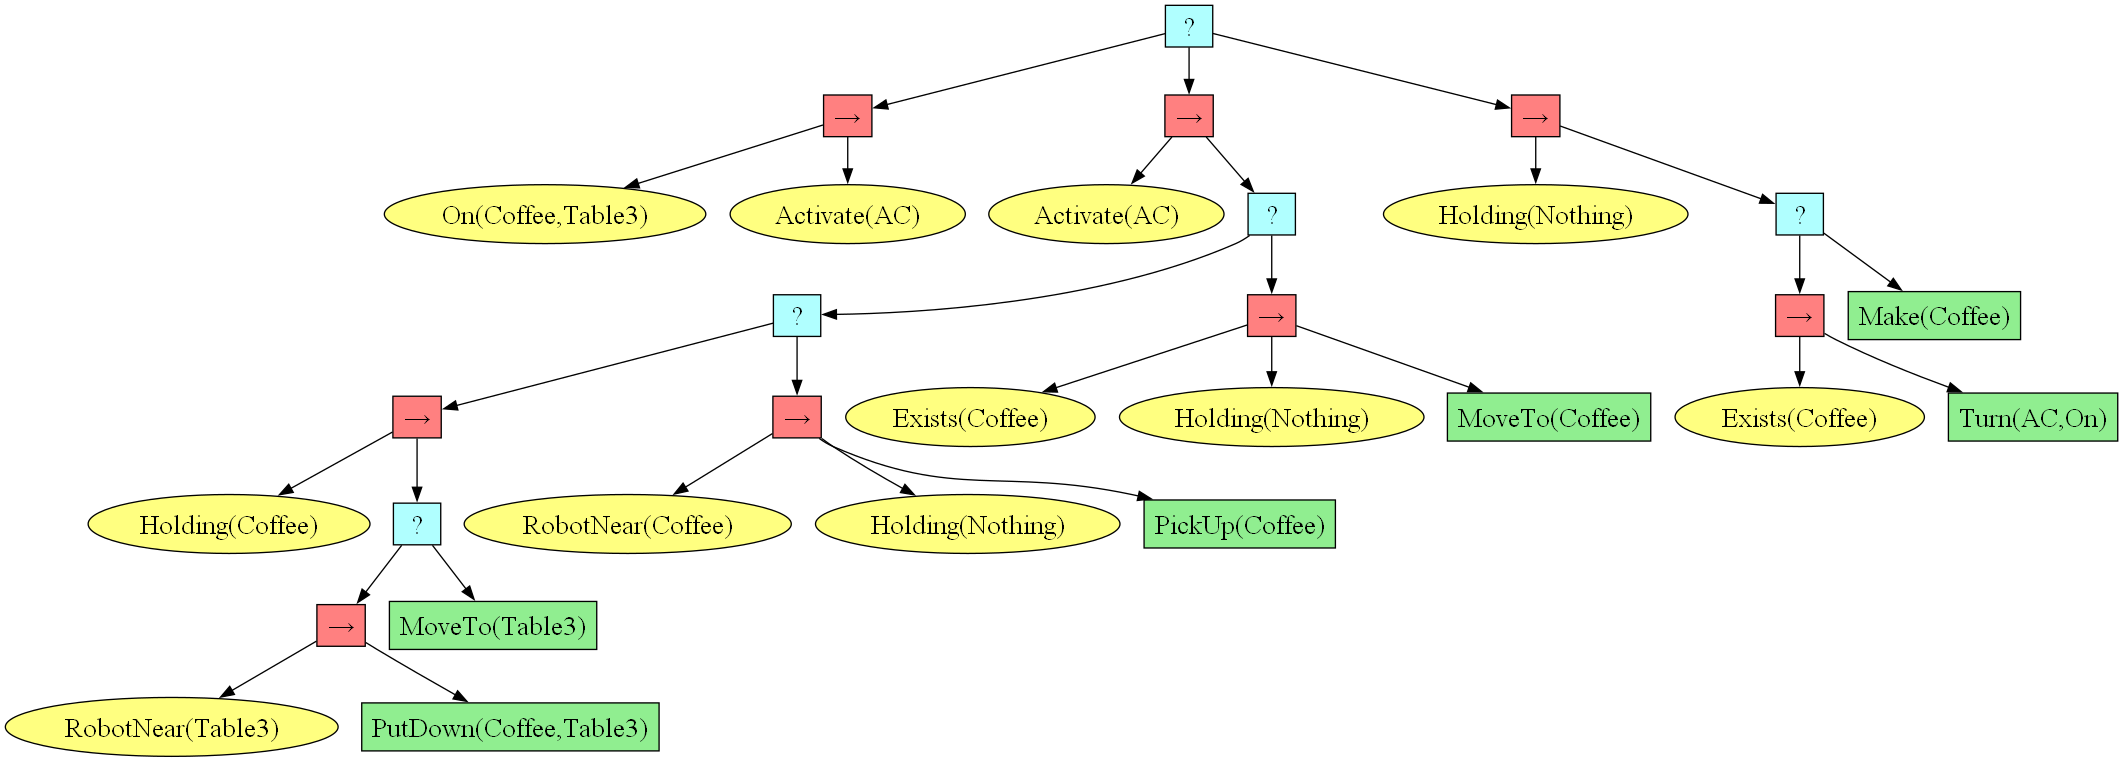 ?
→
→
→
On(Coffee,Table3)
Activate(AC)
Activate(AC)
?
Holding(Nothing)
?
?
→
→
Make(Coffee)
→
→
Exists(Coffee)
Holding(Nothing)
MoveTo(Coffee)
Exists(Coffee)
Turn(AC,On)
Holding(Coffee)
?
RobotNear(Coffee)
Holding(Nothing)
PickUp(Coffee)
→
MoveTo(Table3)
RobotNear(Table3)
PutDown(Coffee,Table3)